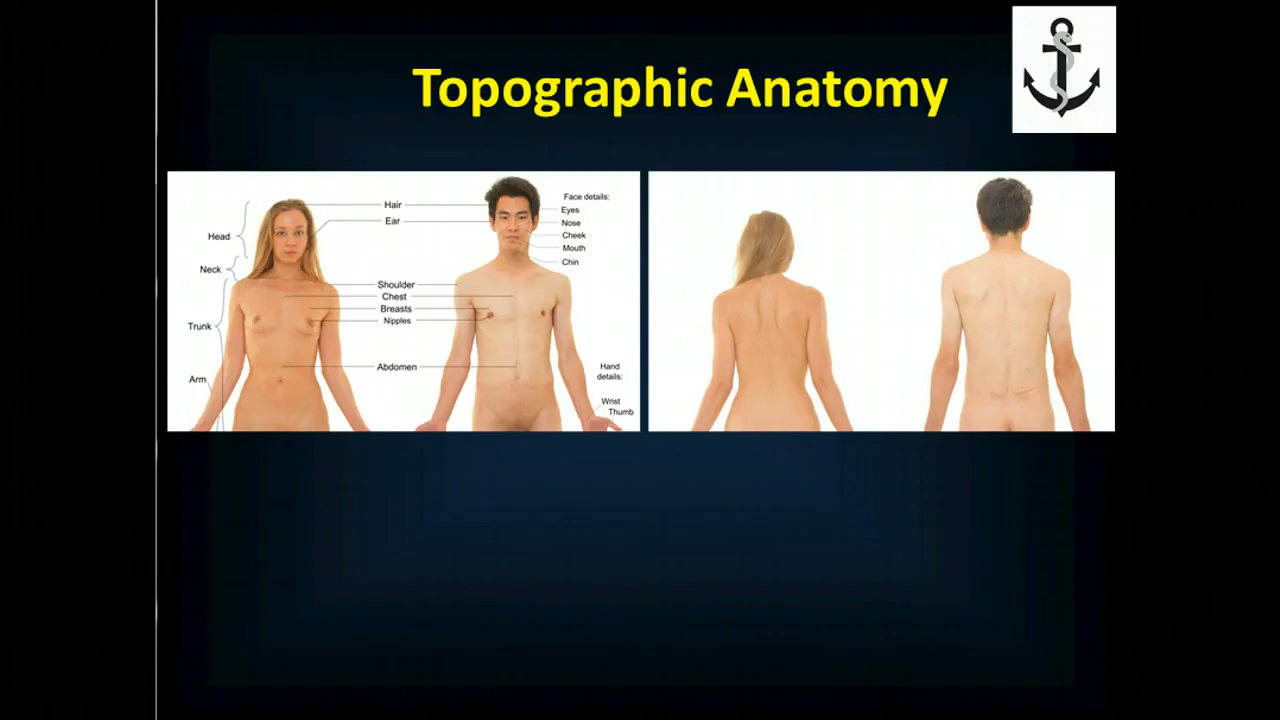 Topographic Anatomy
Hair
Ear
Head
Neck
Shoulder
Chest
Breasts
Nipples
Trunk
Abdomen
Arm
Face details:
Eyes
Nose
Cheek
Mouth
Chin
Hand
details:
Wrist
Thumb